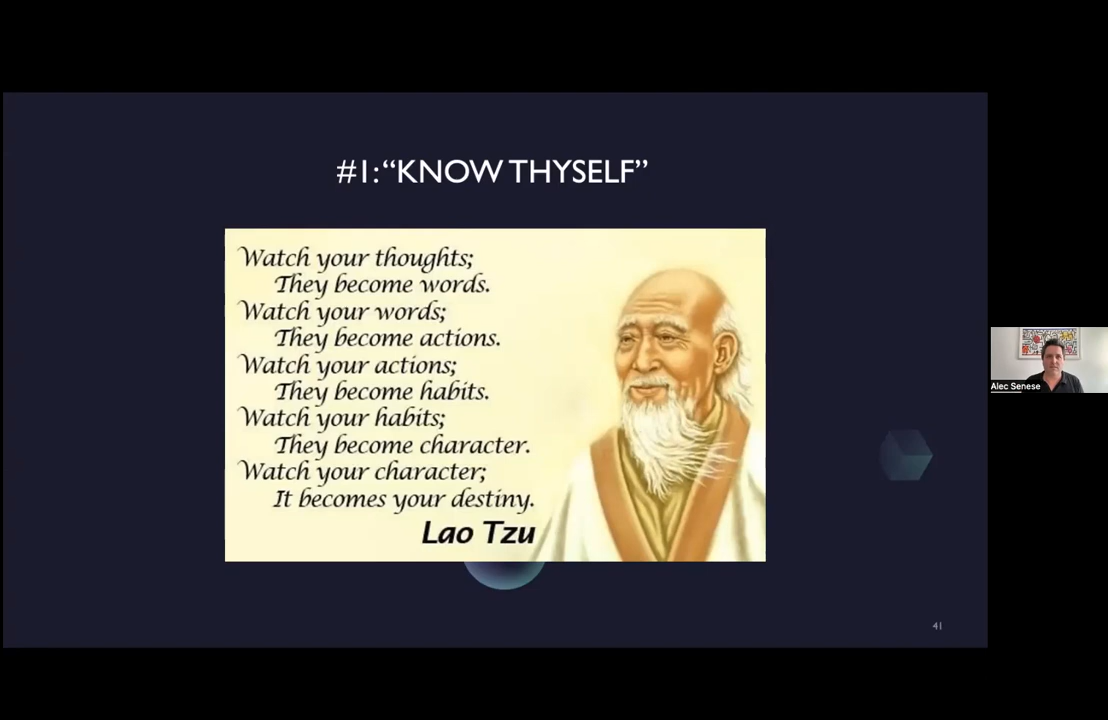 #1:“KNOW THYSELF”
Watch your thoughts;
They become words.
Watch your words;
They become actions.
Watch your actions;
They become habits.
Watch your habits;
They become character.
Watch your character;
It becomes your destiny.
Lao Tzu
Alec Senese
41